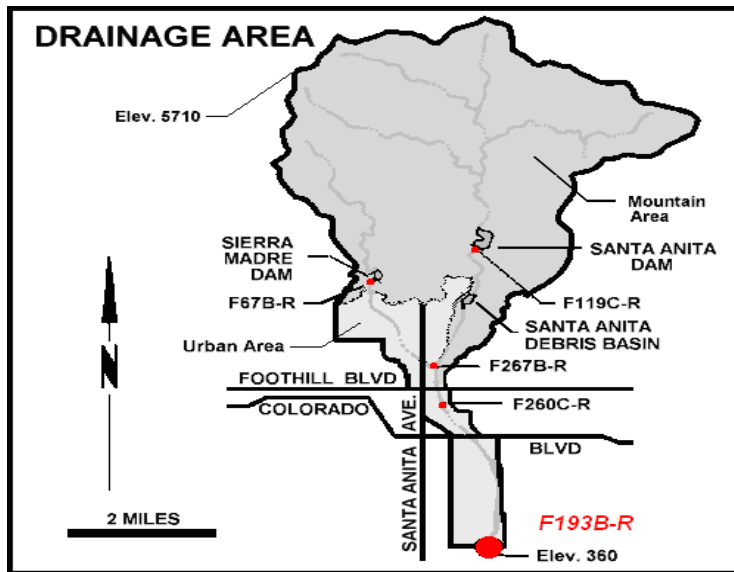 DRAINAGE AREA
Elev. 5710
Mountain
Area
SIERRA
MADRE
DAM
SANTA ANITA
DAM
F67B-R
F119C-R
SANTA ANITA
DEBRIS BASIN
Urban Area
F267B-R
N
FOOTHILL BLVD
COLORADO
F260C-R
BLVD
SANTA ANITA AVE.
2 MILES
F193B-R
Elev. 360